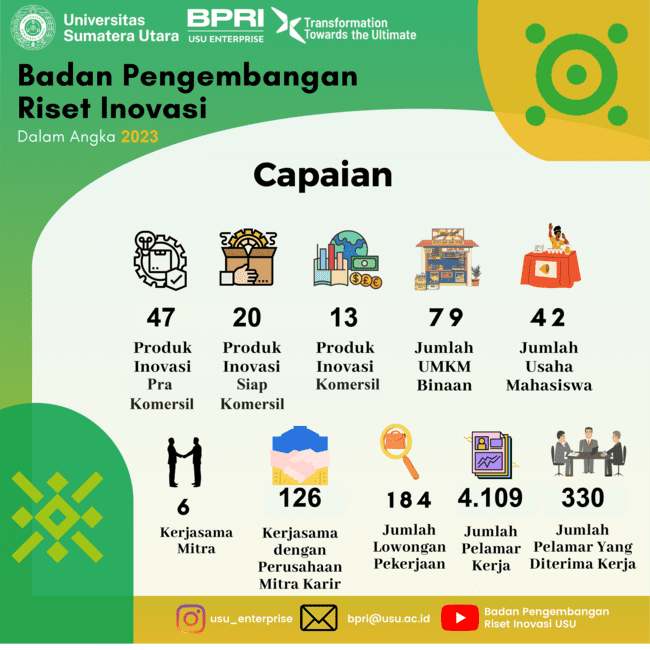 Universitas
Sumatera Utara
BPRI
USU ENTERPRISE
Transformation
Towards the Ultimate
Badan Pengembangan
Riset Inovasi
Dalam Angka 2023
Capaian
47
Produk
Inovasi
Pra
Komersil
20
Produk
Inovasi
Siap
Komersil
13
Produk
Inovasi
Komersil
79
Jumlah
UMKM
Binaan
42
Jumlah
Usaha
Mahasiswa
6
Kerjasama
Mitra
126
Kerjasama
dengan
Perusahaan
Mitra Karir
184
Jumlah
Lowongan
Pekerjaan
4.109
Jumlah
Pelamar
Kerja
330
Jumlah
Pelamar Yang
Diterima Kerja
usu_enterprise
bpri@usu.ac.id
Badan Pengembangan
Riset Inovasi USU